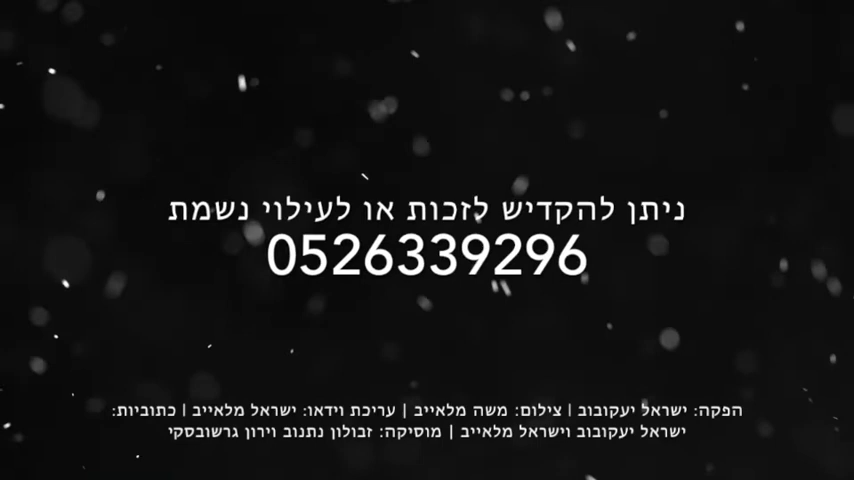 ניתן להקדיש לזכות או לעילוי נשמת
0526339296
הפקה: ישראל יעקובוב | צילום: משה מלאייב | עריכת וידאו: ישראל מלאייב | כתוביות:
ישראל יעקובוב וישראל מלאייב | מוסיקה: זבולון נתנוב וירון גרשובסקי